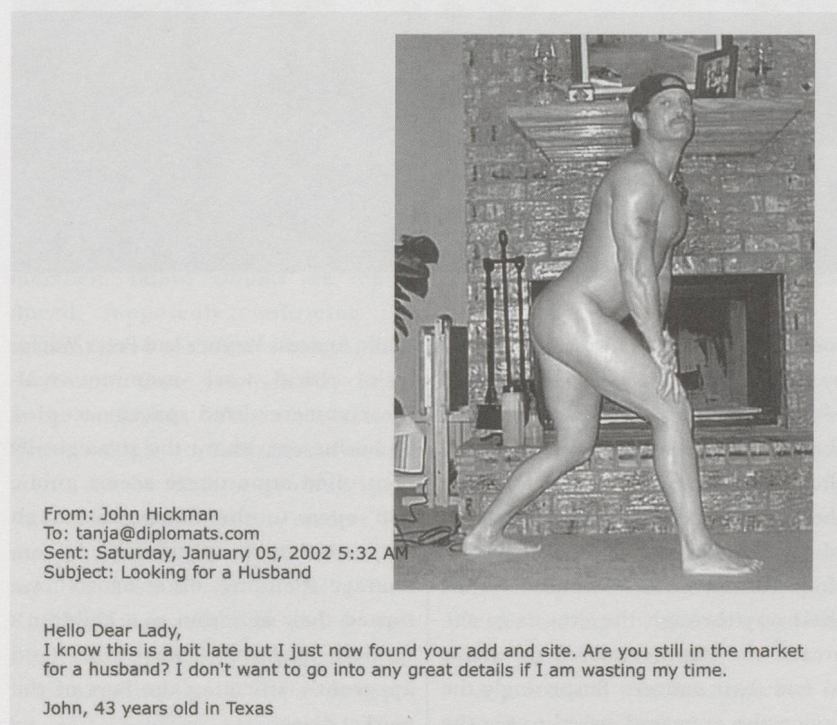 From: John Hickman
To: tanja@diplomats.com
Sent: Saturday, January 05, 2002 5:32 AM
Subject: Looking for a Husband
Hello Dear Lady,
I know this is a bit late but I just now found your add and site. Are you still in the market
for a husband? I don't want to go into any great details if I am wasting my time.
John, 43 years old in Texas